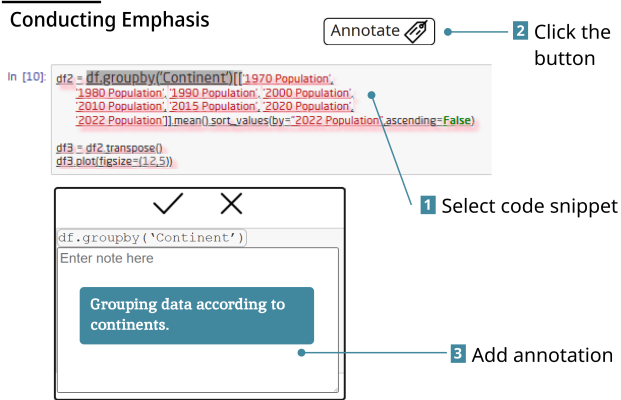 Conducting Emphasis
Annotate
2 Click the
button
In [10]:
df2 = df.groupby('Continent')[['1970 Population',
'1980 Population', '1990 Population', '2000 Population',
'2010 Population', '2015 Population', '2020 Population',
'2022 Population']].mean().sort_values(by="2022 Population",ascending=False)
df3 = df2.transpose()
df3.plot(figsize=(12,5))
1 Select code snippet
df.groupby(‘Continent’)
Enter note here
Grouping data according to
continents.
3 Add annotation